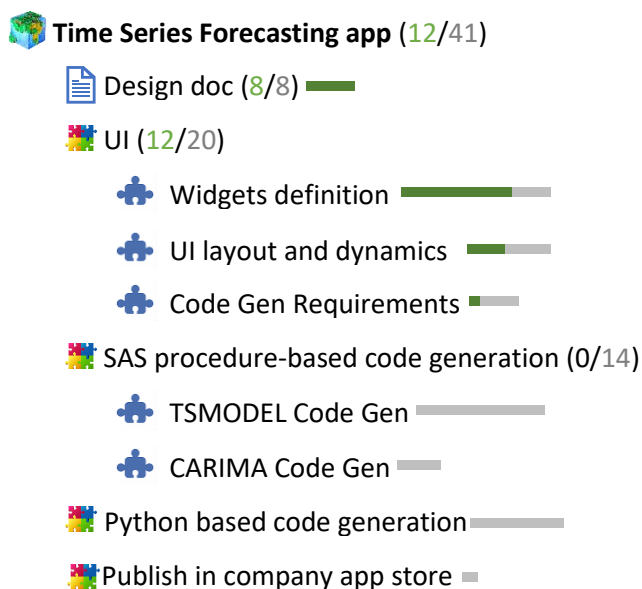 Time Series Forecasting app (12/41)
Design doc (8/8)
UI (12/20)
Widgets definition
UI layout and dynamics
Code Gen Requirements
SAS procedure-based code generation (0/14)
TSMODEL Code Gen
CARIMA Code Gen
Python based code generation
Publish in company app store